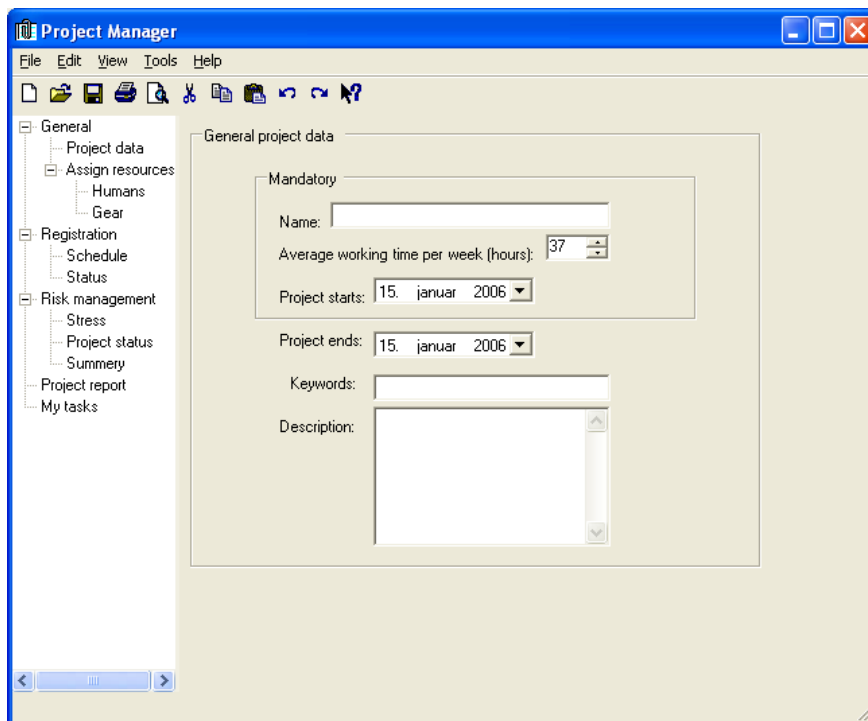 Project Manager
File Edit View Tools Help
General
Project data
Assign resources
Humans
Gear
Registration
Schedule
Status
Risk management
Stress
Project status
Summery
Project report
My tasks
General project data
Mandatory
Name:
Average working time per week (hours): 37
Project starts: 15. januar 2006
Project ends: 15. januar 2006
Keywords:
Description: